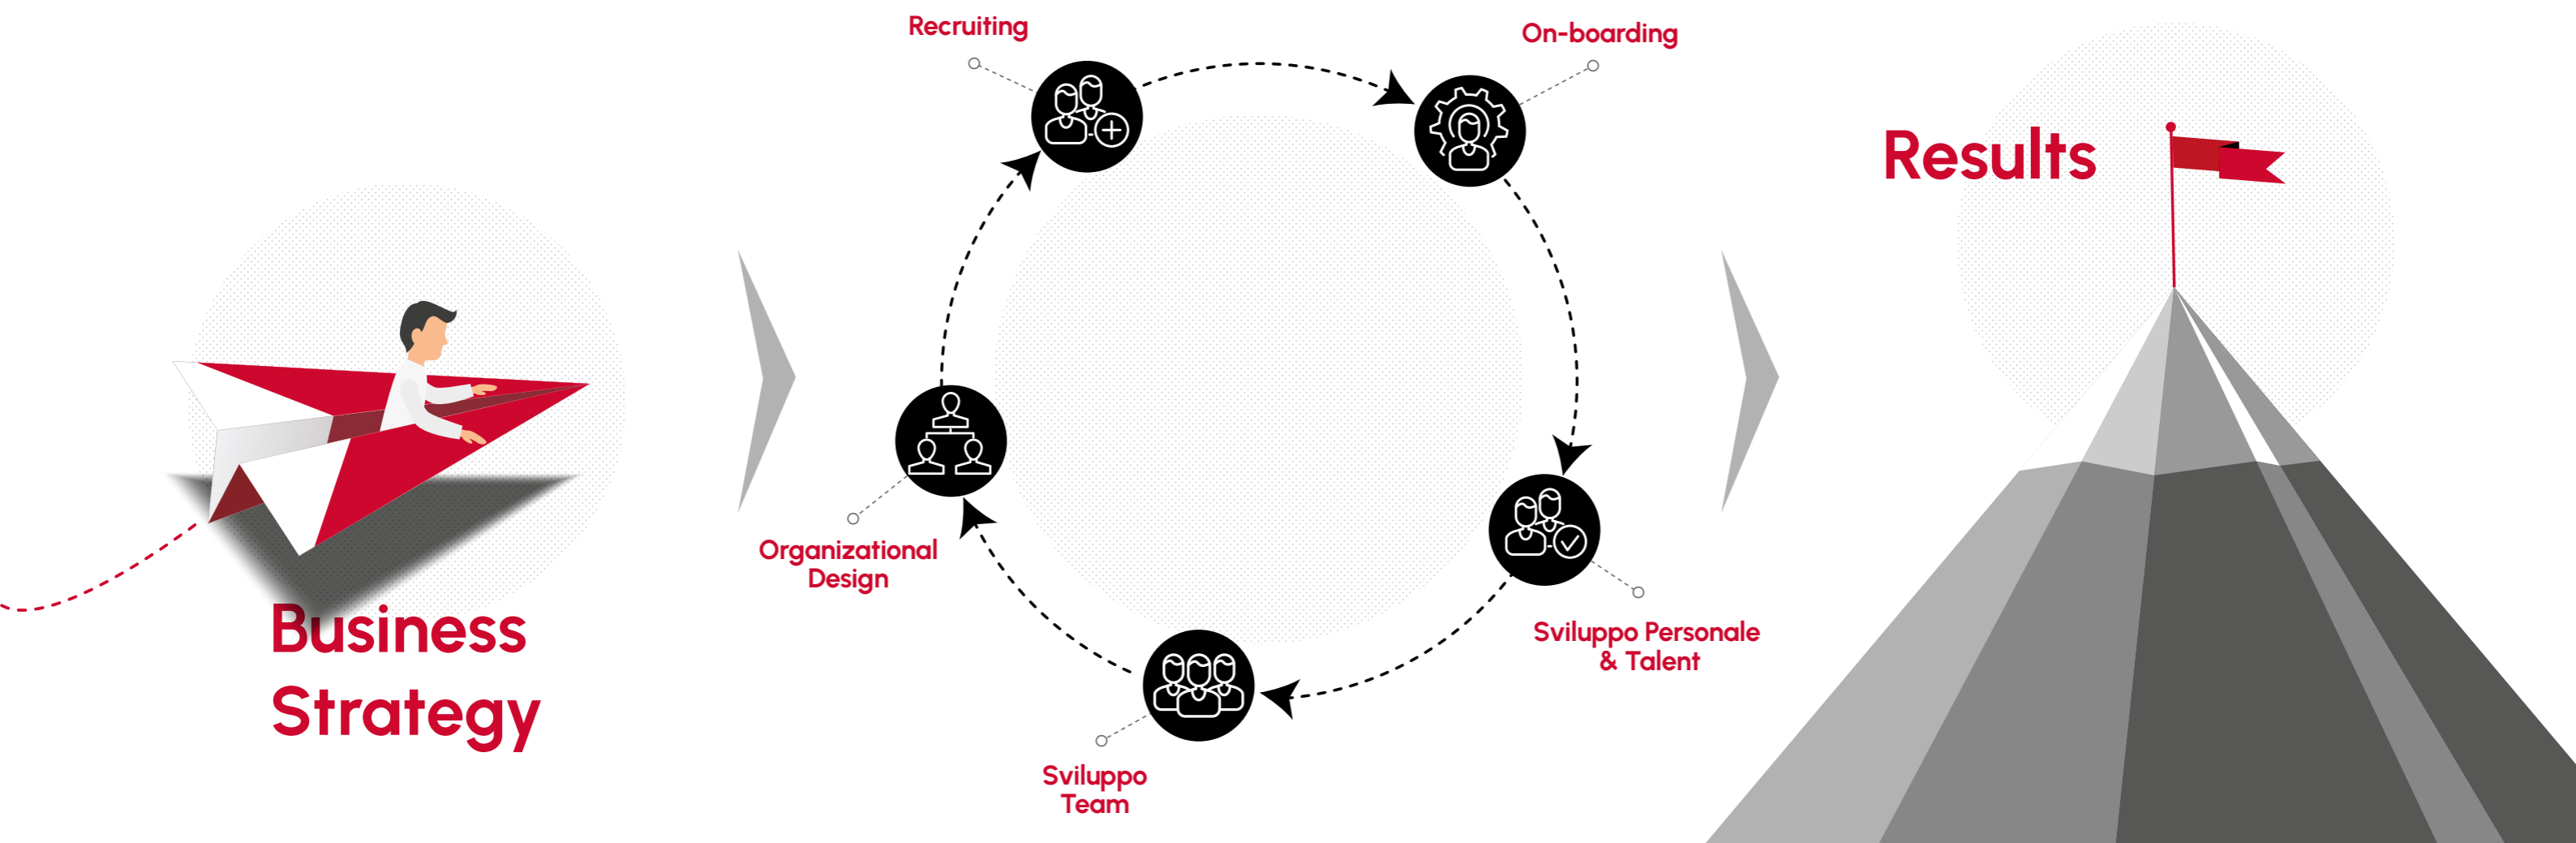 Business
Strategy
Recruiting
On-boarding
Sviluppo Personale
& Talent
Sviluppo
Team
Organizational
Design
Results